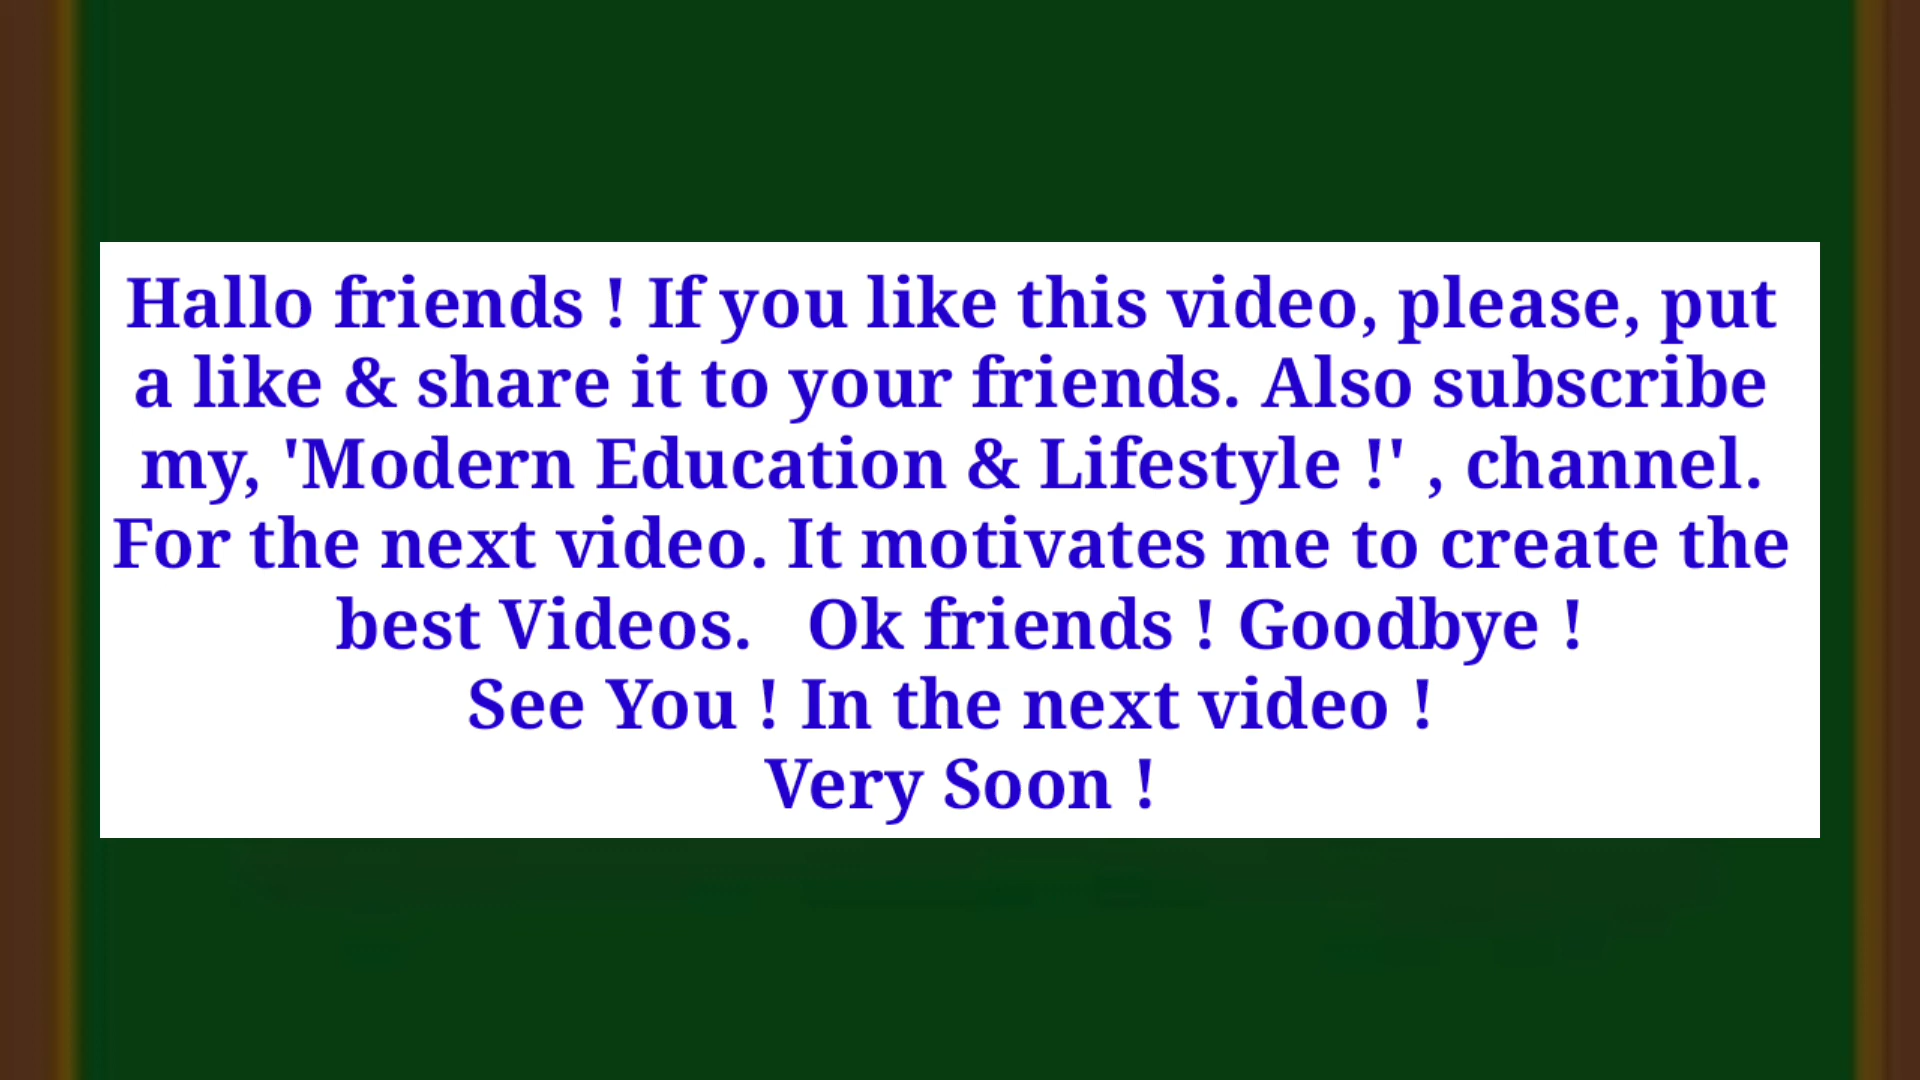 Hallo friends ! If you like this video, please, put
a like & share it to your friends. Also subscribe
my, 'Modern Education & Lifestyle !' , channel.
For the next video. It motivates me to create the
best Videos.   Ok friends ! Goodbye !
See You ! In the next video !
Very Soon !